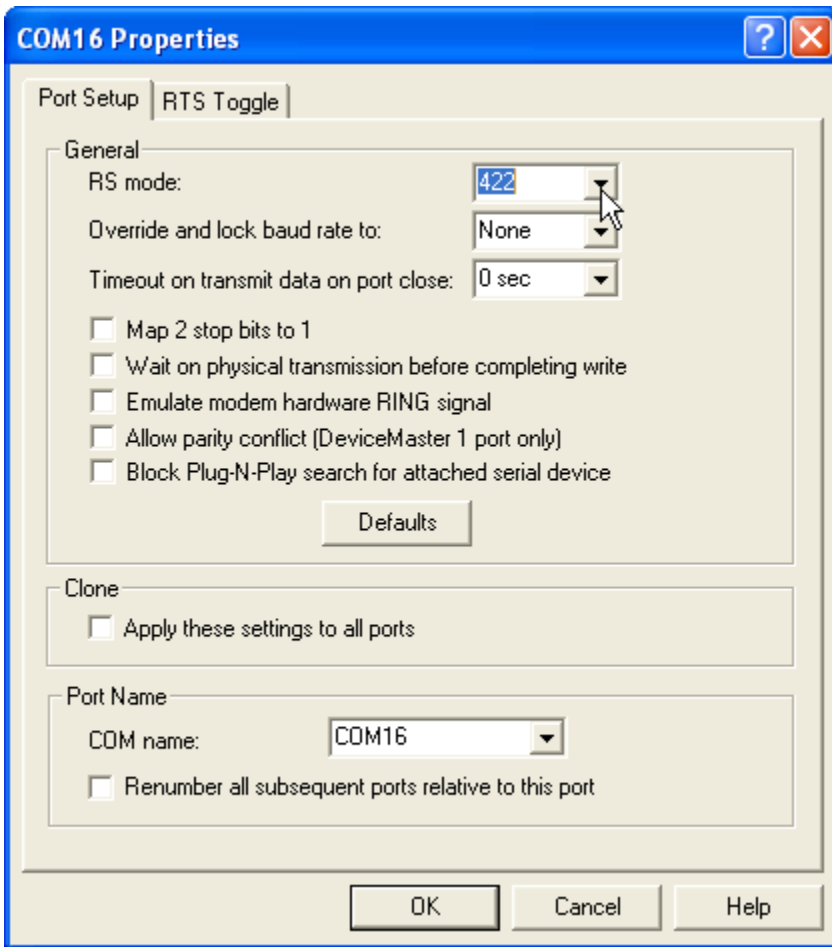 COM16 Properties
?
Port Setup
RTS Toggle
General
RS mode:
422
Override and lock baud rate to:
None
Timeout on transmit data on port close:
0 sec
Map 2 stop bits to 1
Wait on physical transmission before completing write
Emulate modem hardware RING signal
Allow parity conflict (DeviceMaster 1 port only)
Block Plug-N-Play search for attached serial device
Defaults
Clone
Apply these settings to all ports
Port Name
COM name:
COM16
Renumber all subsequent ports relative to this port
OK
Cancel
Help